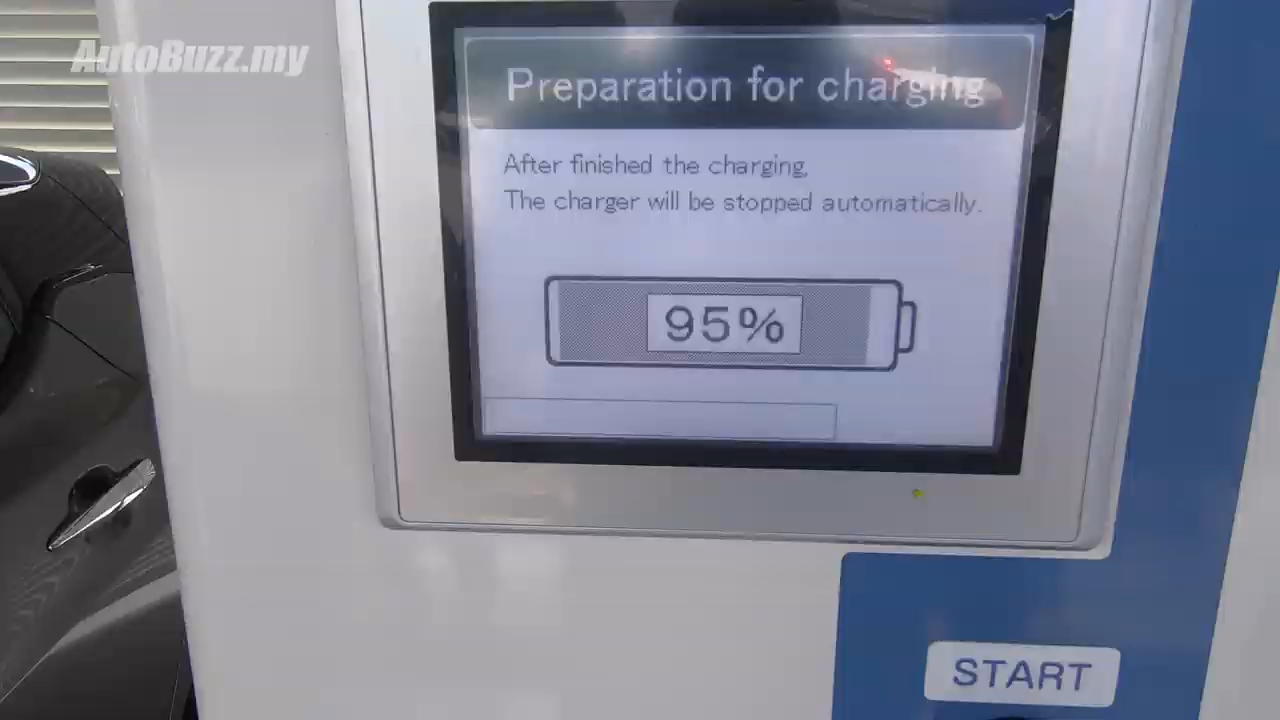 AutoBuzz.my
Preparation for charging
After finished the charging,
The charger will be stopped automatically.
95%
START